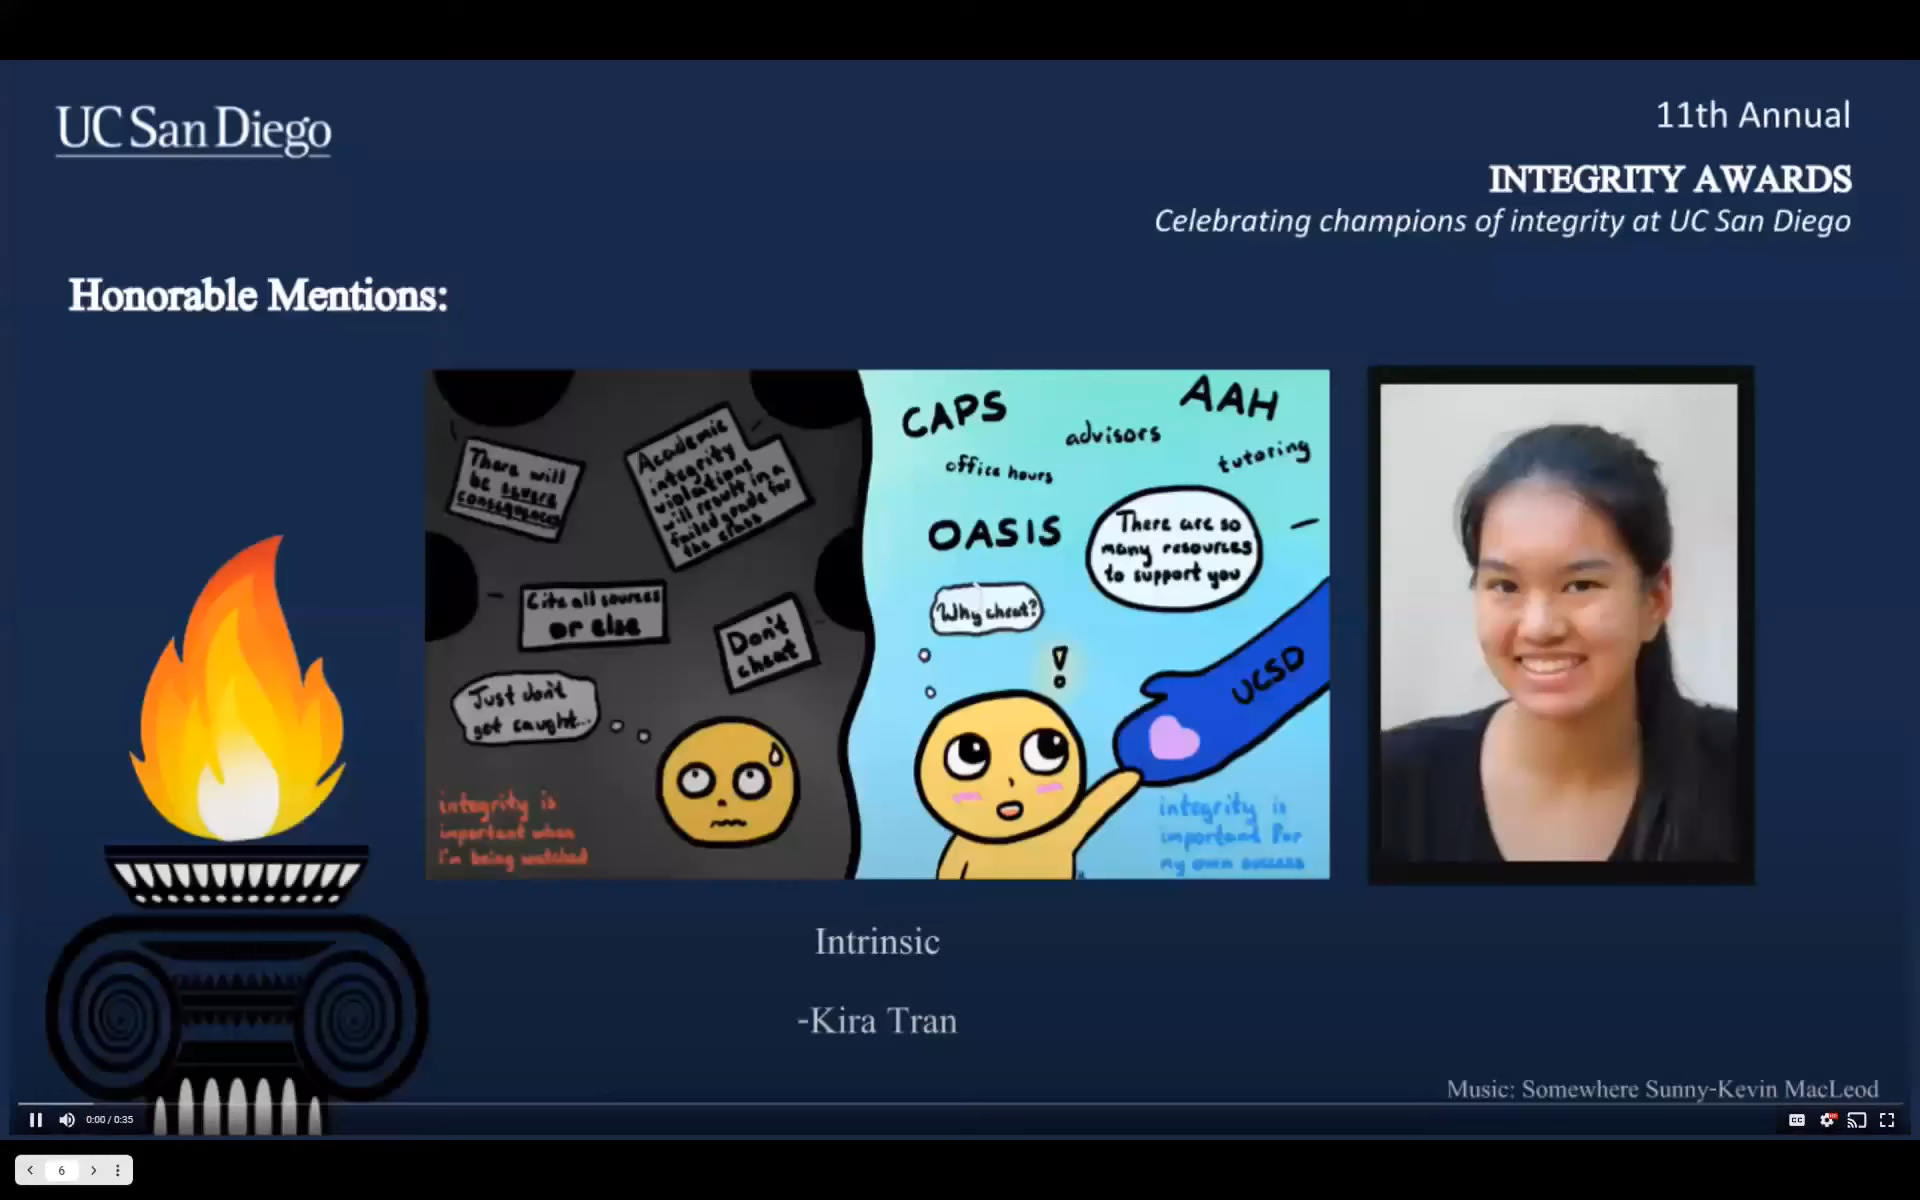 UC San Diego
11th Annual
INTEGRITY AWARDS
Celebrating champions of integrity at UC San Diego
Honorable Mentions:
There will
be severe
consequences
Academic
integrity
violations
will result in a
failed grade for
the class
Cite all sources
or else
Don't
cheat
Just don't
get caught...
integrity is
important when
i'm being watched
CAPS
AAH
advisors
office hours
tutoring
OASIS
There are so
many resources
to support you
Why cheat?
!
UCSD
integrity is
important for
my own success
Intrinsic
-Kira Tran
Music: Somewhere Sunny-Kevin MacLeod
0:00 / 0:35
CC
6